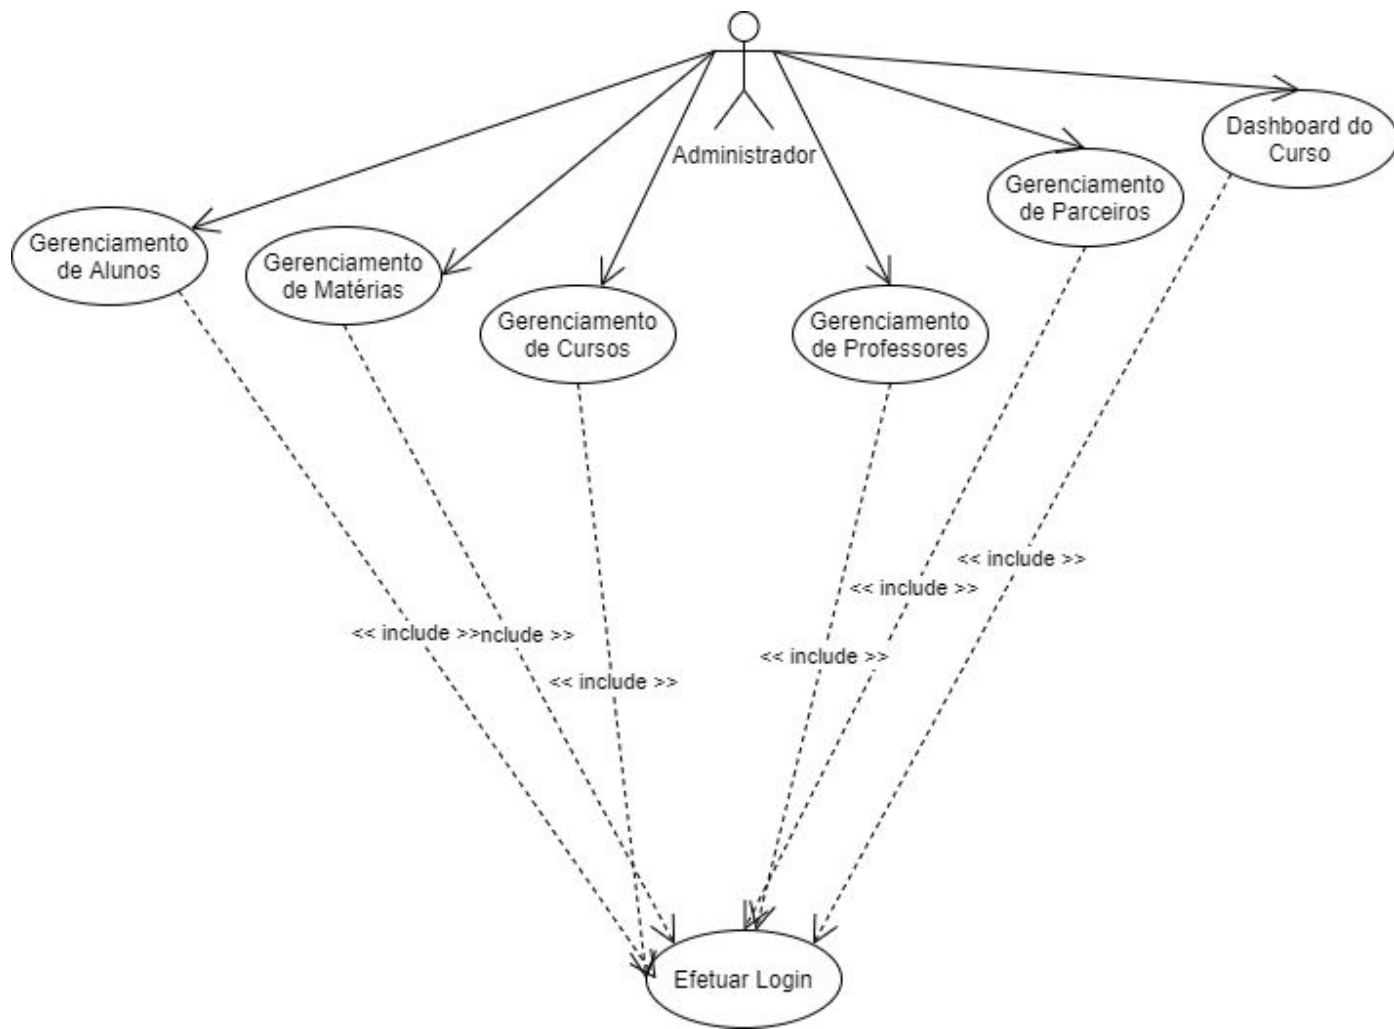 Administrador
Dashboard do
Curso
Gerenciamento
de Parceiros
Gerenciamento
de Alunos
Gerenciamento
de Matérias
Gerenciamento
de Cursos
Gerenciamento
de Professores
<< include >>
<< include >>
<< include >>
nclude >>
<< include >>
<< include >>
Efetuar Login